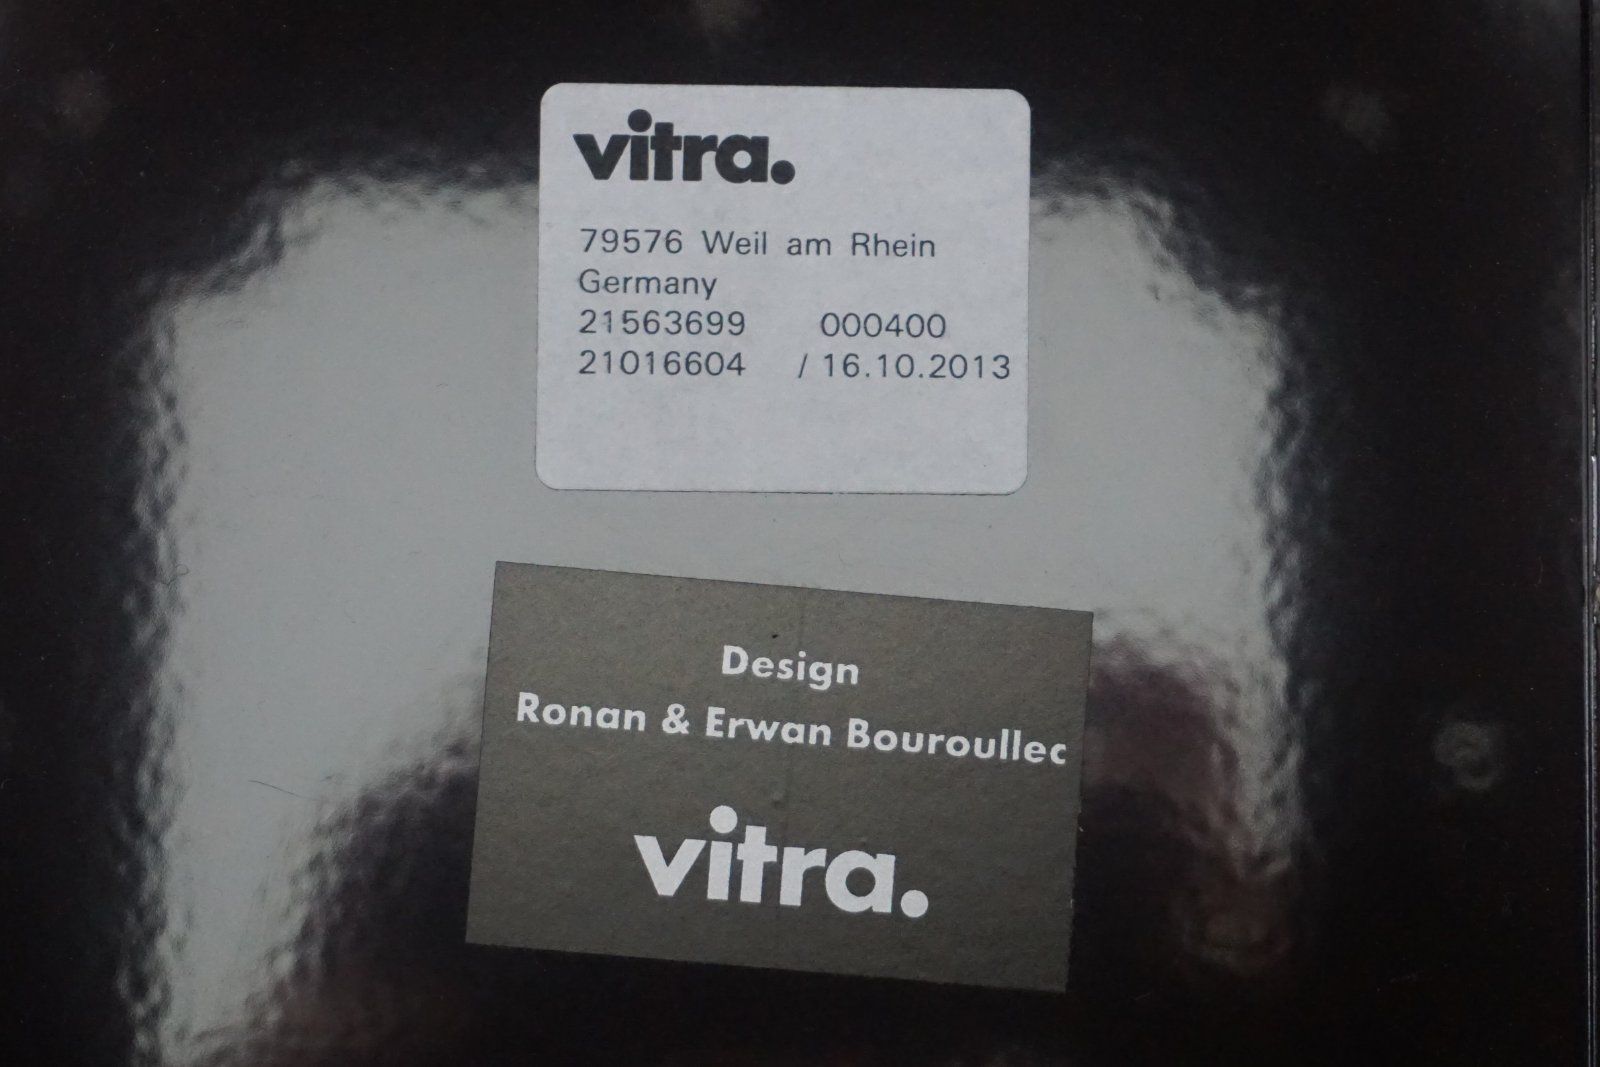 vitra.
79576 Weil am Rhein
Germany
21563699 000400
21016604 / 16.10.2013
Design
Ronan & Erwan Bouroullec
vitra.